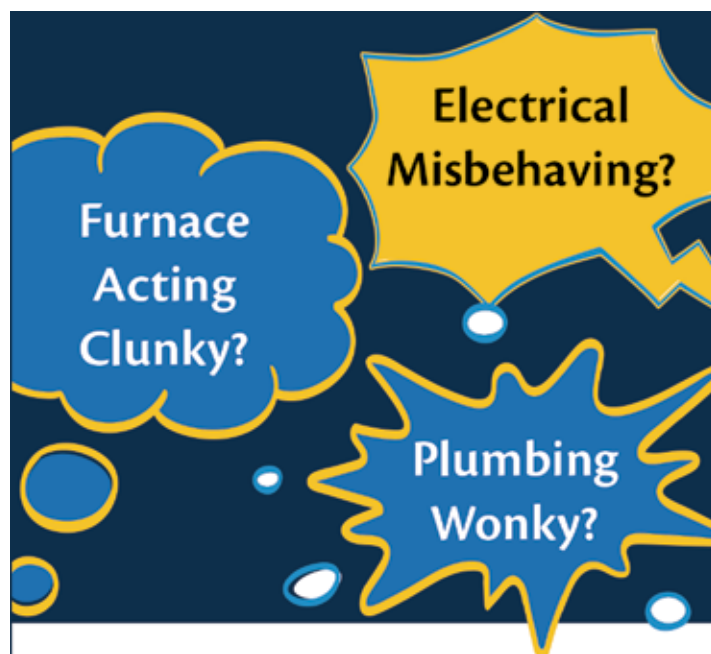 Electrical
Misbehaving?
Furnace
Acting
Clunky?
Plumbing
Wonky?